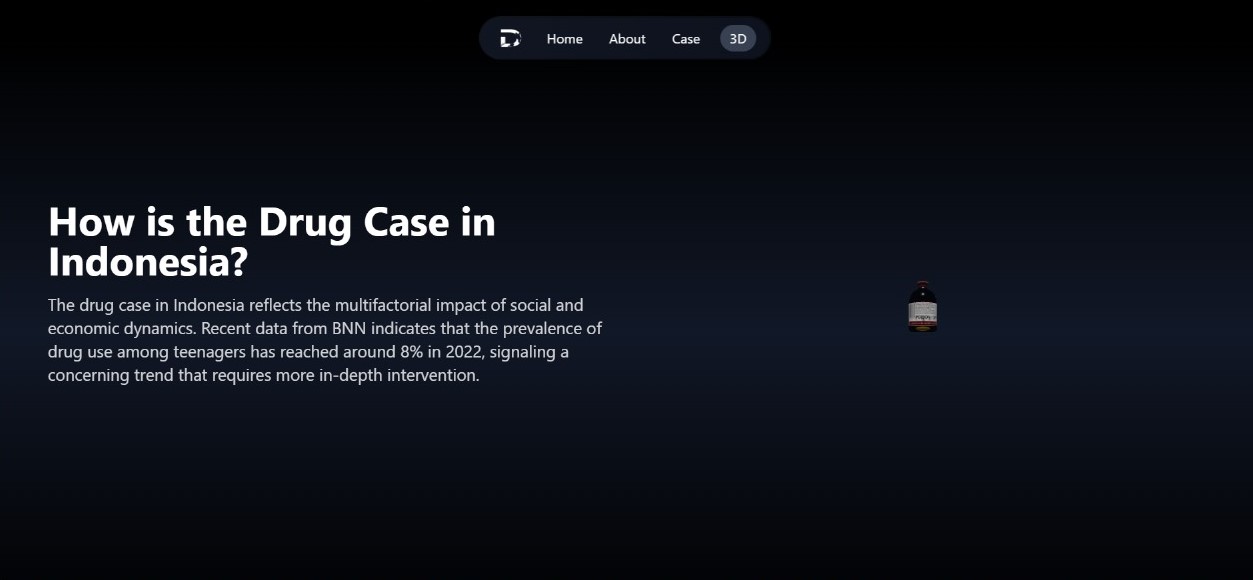 Home About Case 3D
How is the Drug Case in
Indonesia?
The drug case in Indonesia reflects the multifactorial impact of social and
economic dynamics. Recent data from BNN indicates that the prevalence of
drug use among teenagers has reached around 8% in 2022, signaling a
concerning trend that requires more in-depth intervention.